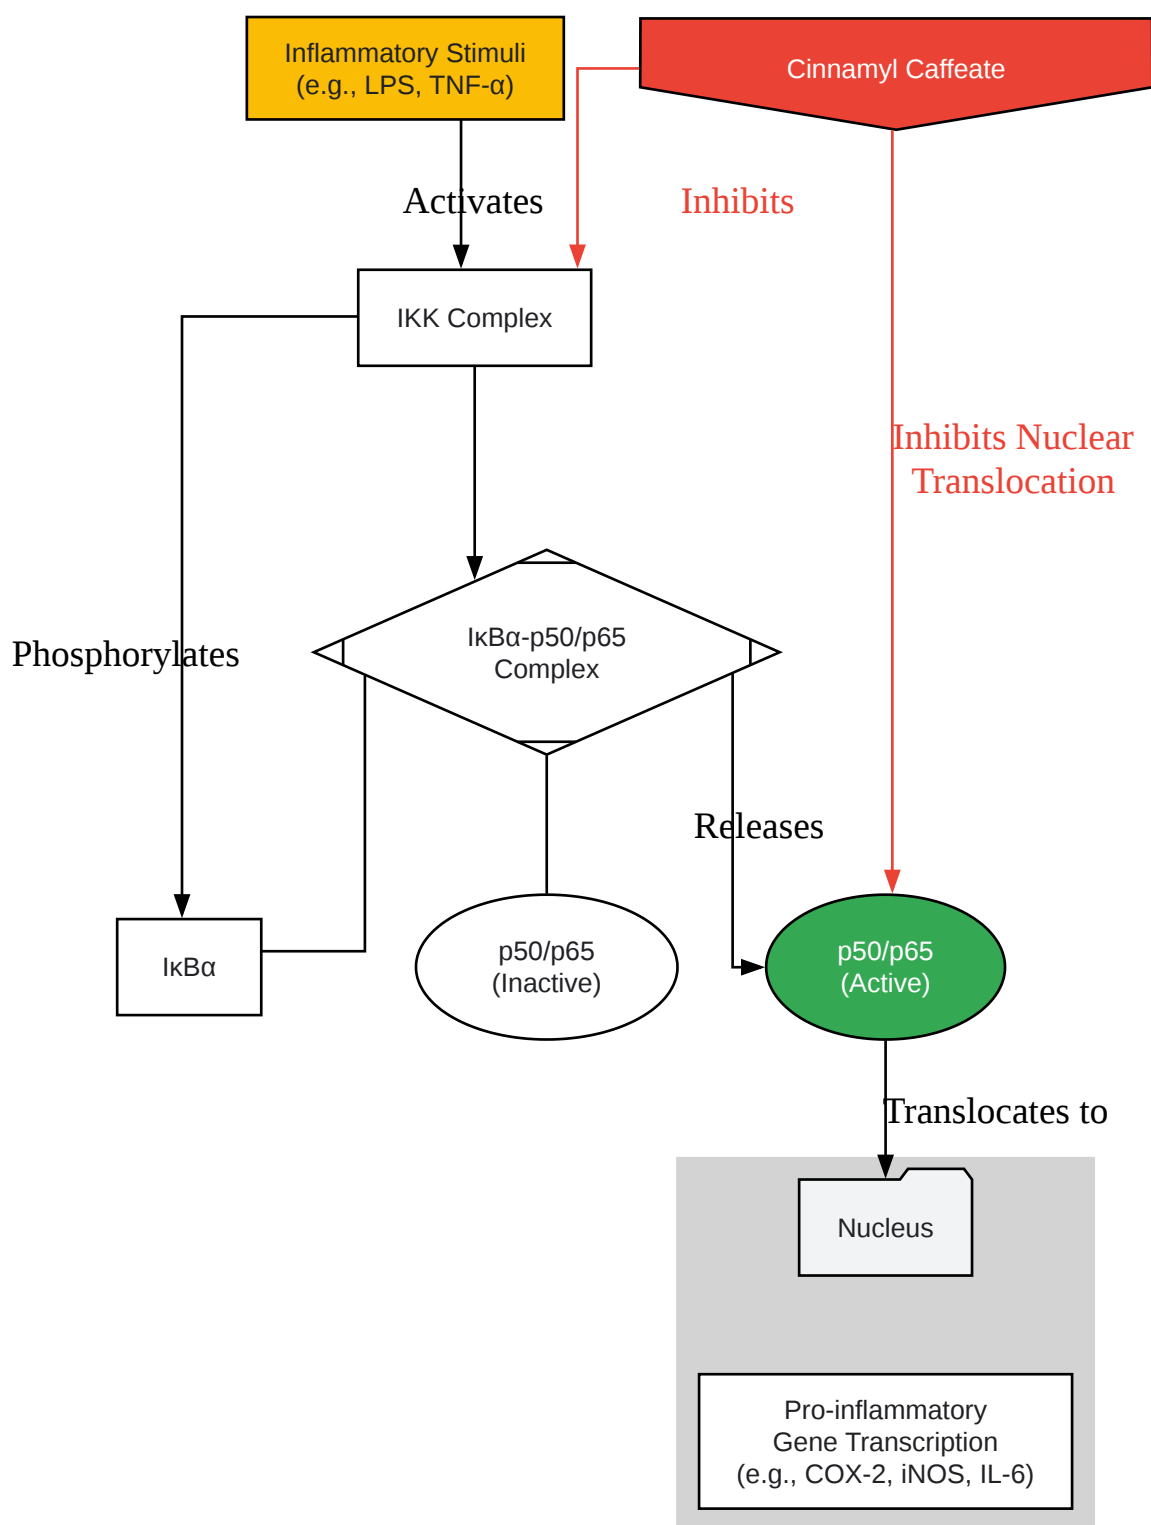 Inflammatory Stimuli
(e.g., LPS, TNF-α)
Cinnamyl Caffeate
Activates
Inhibits
IKK Complex
Inhibits Nuclear
Translocation
Phosphorylates
IκBα-p50/p65
Complex
Releases
IκBα
p50/p65
(Inactive)
p50/p65
(Active)
Translocates to
Nucleus
Pro-inflammatory
Gene Transcription
(e.g., COX-2, iNOS, IL-6)